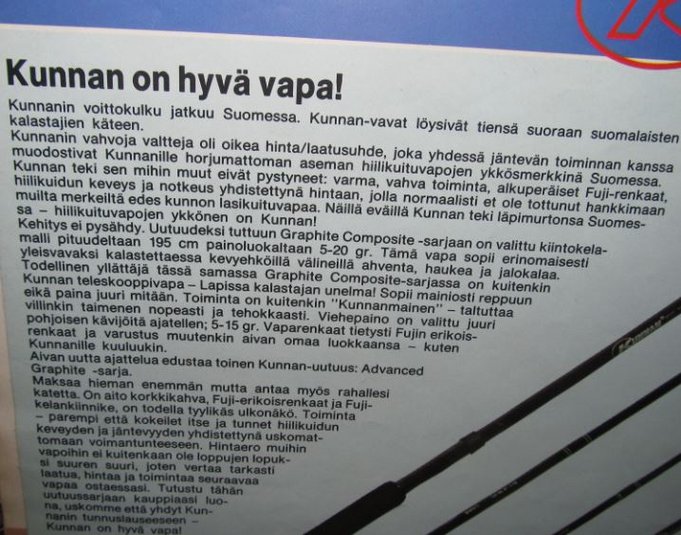 Kunnan on hyvä vapa!
Kunnanin voittokulku jatkuu Suomessa. Kunnan-vavat löysivät tiensä suoraan suomalaisten
kalastajien käteen.
Kunnanin vahvoja valtteja oli oikea hinta/laatusuhde, joka yhdessä jäntevän toiminnan kanssa
muodostivat Kunnanille horjumattoman aseman hiilikuituvapojen ykkösmerkkinä Suomessa.
Kunnan teki sen mihin muut eivät pystyneet: varma, vahva toiminta, alkuperäiset Fuji-renkaat,
hiilikuidun keveys ja notkeus yhdistettynä hintaan, jolla normaalisti et ole tottunut hankkimaan
muilta merkeiltä edes kunnon lasikuituvapaa. Näillä eväillä Kunnan teki läpimurtonsa Suomes-
sa – hiilikuituvapojen ykkönen on Kunnan!
Kehitys ei pysähdy. Uutuudeksi tuttuun Graphite Composite -sarjaan on valittu kiintokela-
malli pituudeltaan 195 cm painoluokaltaan 5-20 gr. Tämä vapa sopii erinomaisesti
yleisvavaksi kalastettaessa kevyehköillä välineillä ahventa, haukea ja jalokalaa.
Todellinen yllättäjä tässä samassa Graphite Composite-sarjassa on kuitenkin
Kunnan teleskooppivapa – Lapissa kalastajan unelma! Sopii mainiosti reppuun
eikä paina juuri mitään. Toiminta on kuitenkin "Kunnanmainen" – taltuttaa
villinkin taimenen nopeasti ja tehokkaasti. Viehepaino on valittu juuri
pohjoisen kävijöitä ajatellen; 5-15 gr. Vaparenkaat tietysti Fujin erikois-
renkaat ja varustus muutenkin aivan omaa luokkaansa – kuten
Kunnanille kuuluukin.
Aivan uutta ajattelua edustaa toinen Kunnan-uutuus: Advanced
Graphite -sarja.
Maksaa hieman enemmän mutta antaa myös rahallesi
katetta. On aito korkkikahva, Fuji-erikoisrenkaat ja Fuji-
kelankiinnike, on todella tyylikäs ulkonäkö. Toiminta
– parempi että kokeilet itse ja tunnet hiilikuidun
keveyden ja jäntevyyden yhdistettynä uskomat-
tomaan voimantunteeseen. Hintaero muihin
vapoihin ei kuitenkaan ole loppujen lopuk-
si suuren suuri, joten vertaa tarkasti
laatua, hintaa ja toimintaa seuraavaa
vapaa ostaessasi. Tutustu tähän
uutuussarjaan kauppiaasi luo-
na, uskomme että yhdyt Kun-
nanin tunnuslauseeseen –
Kunnan on hyvä vapa!
KUNNAN